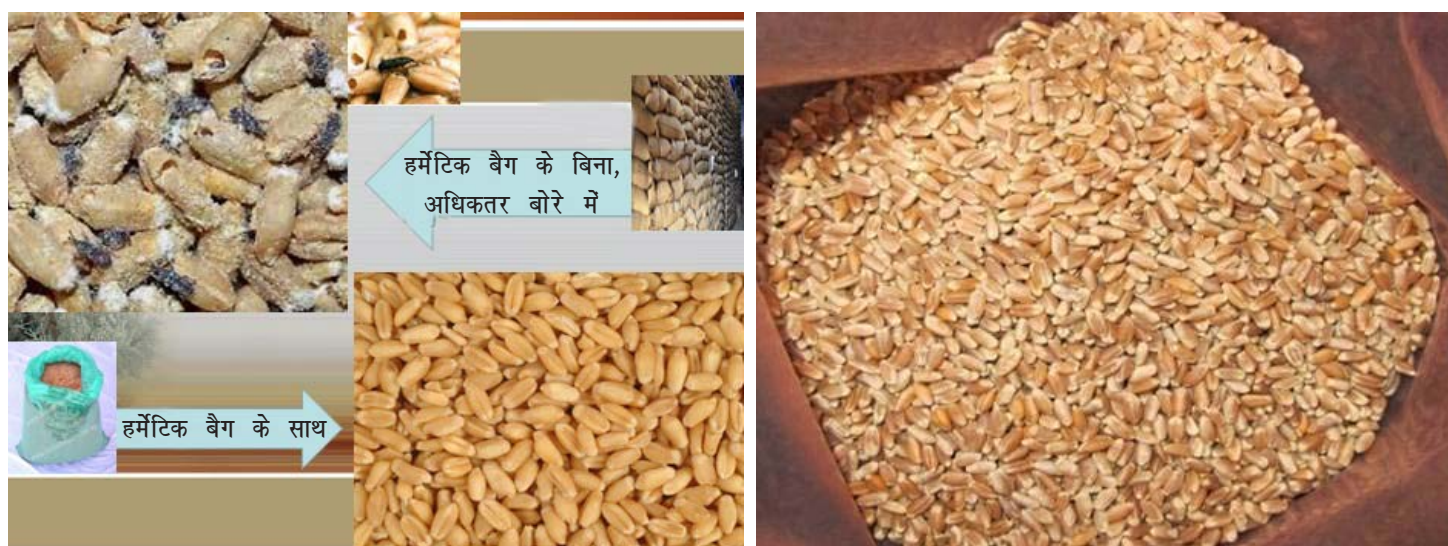 हर्मेटिक बैग के बिना,
अधिकतर बोरे में
हर्मेटिक बैग के साथ